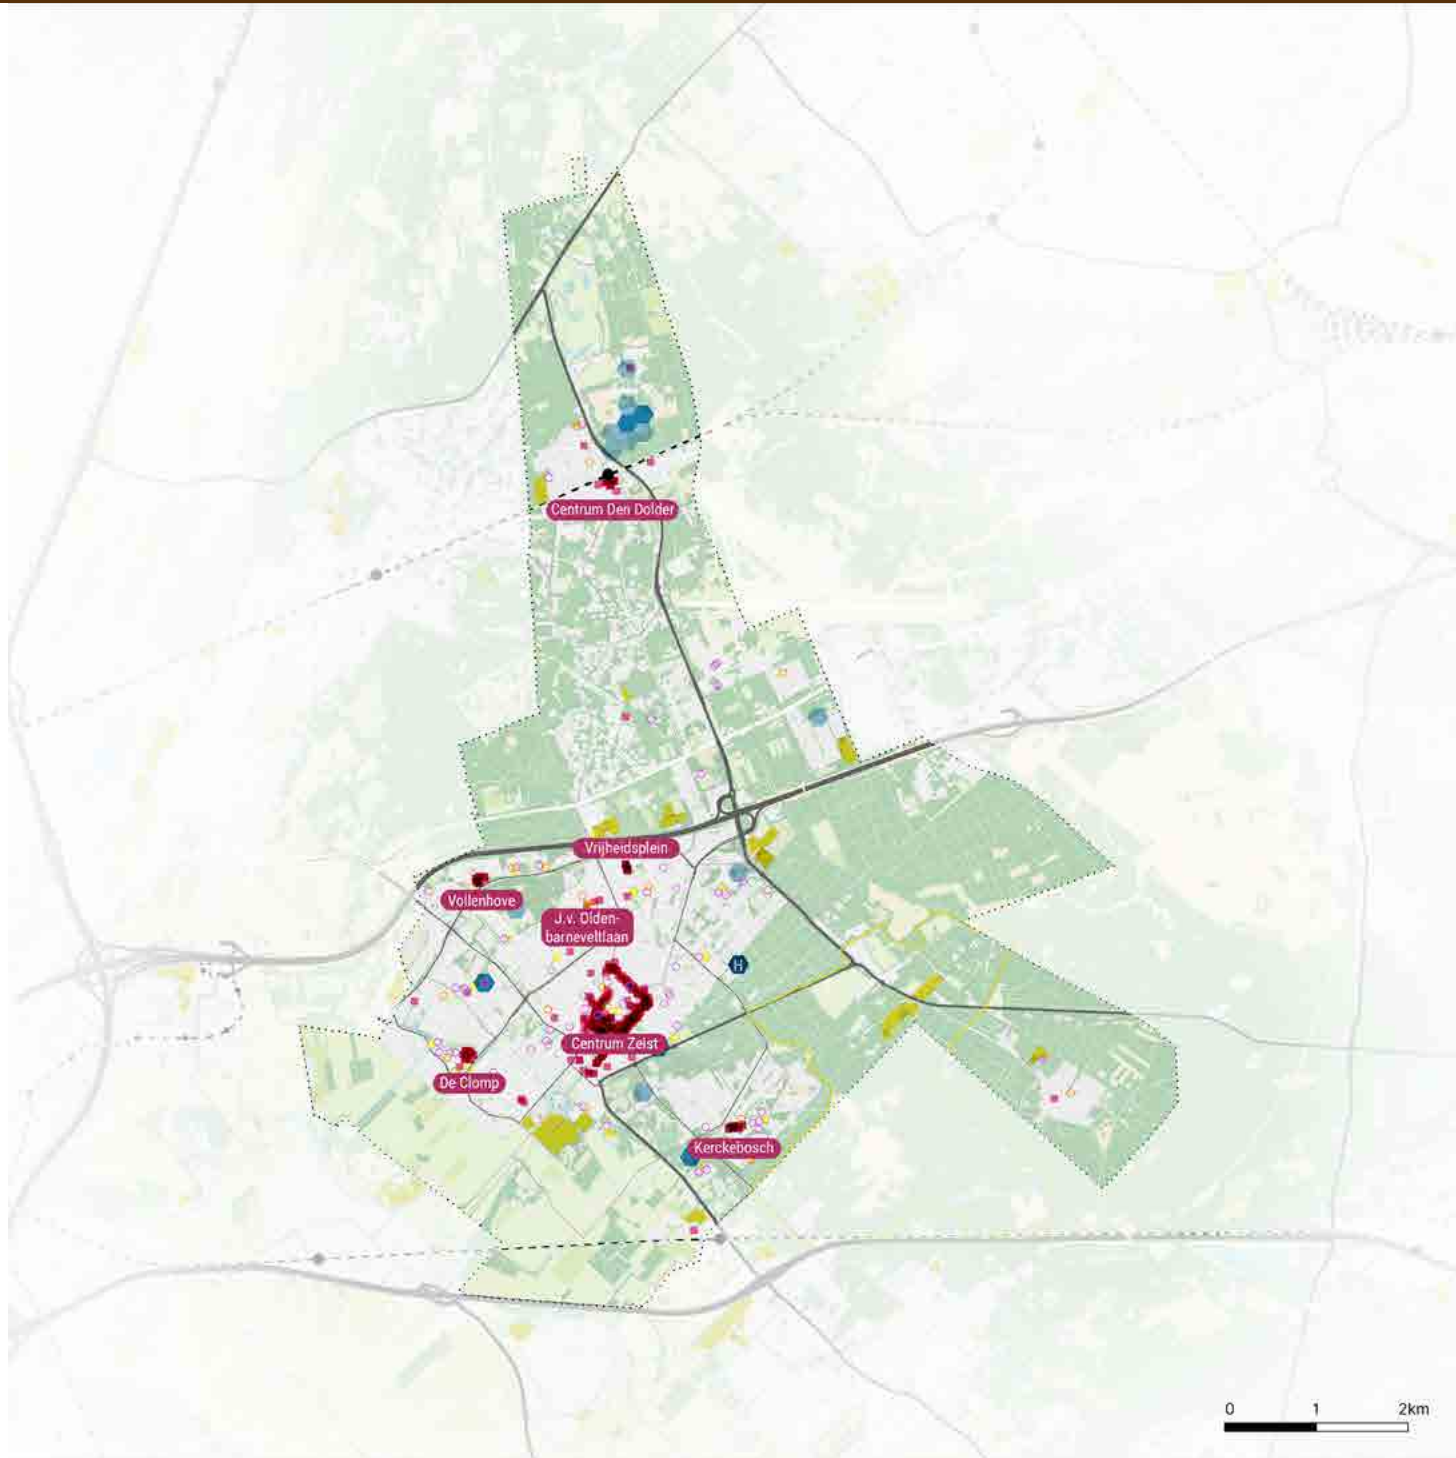 Centrum Den Dolder
Vrijheidsplein
Vollenhove
J.v. Olden-
barneveltlaan
H
Centrum Zeist
De Clomp
Kerckebosch
0 1 2km